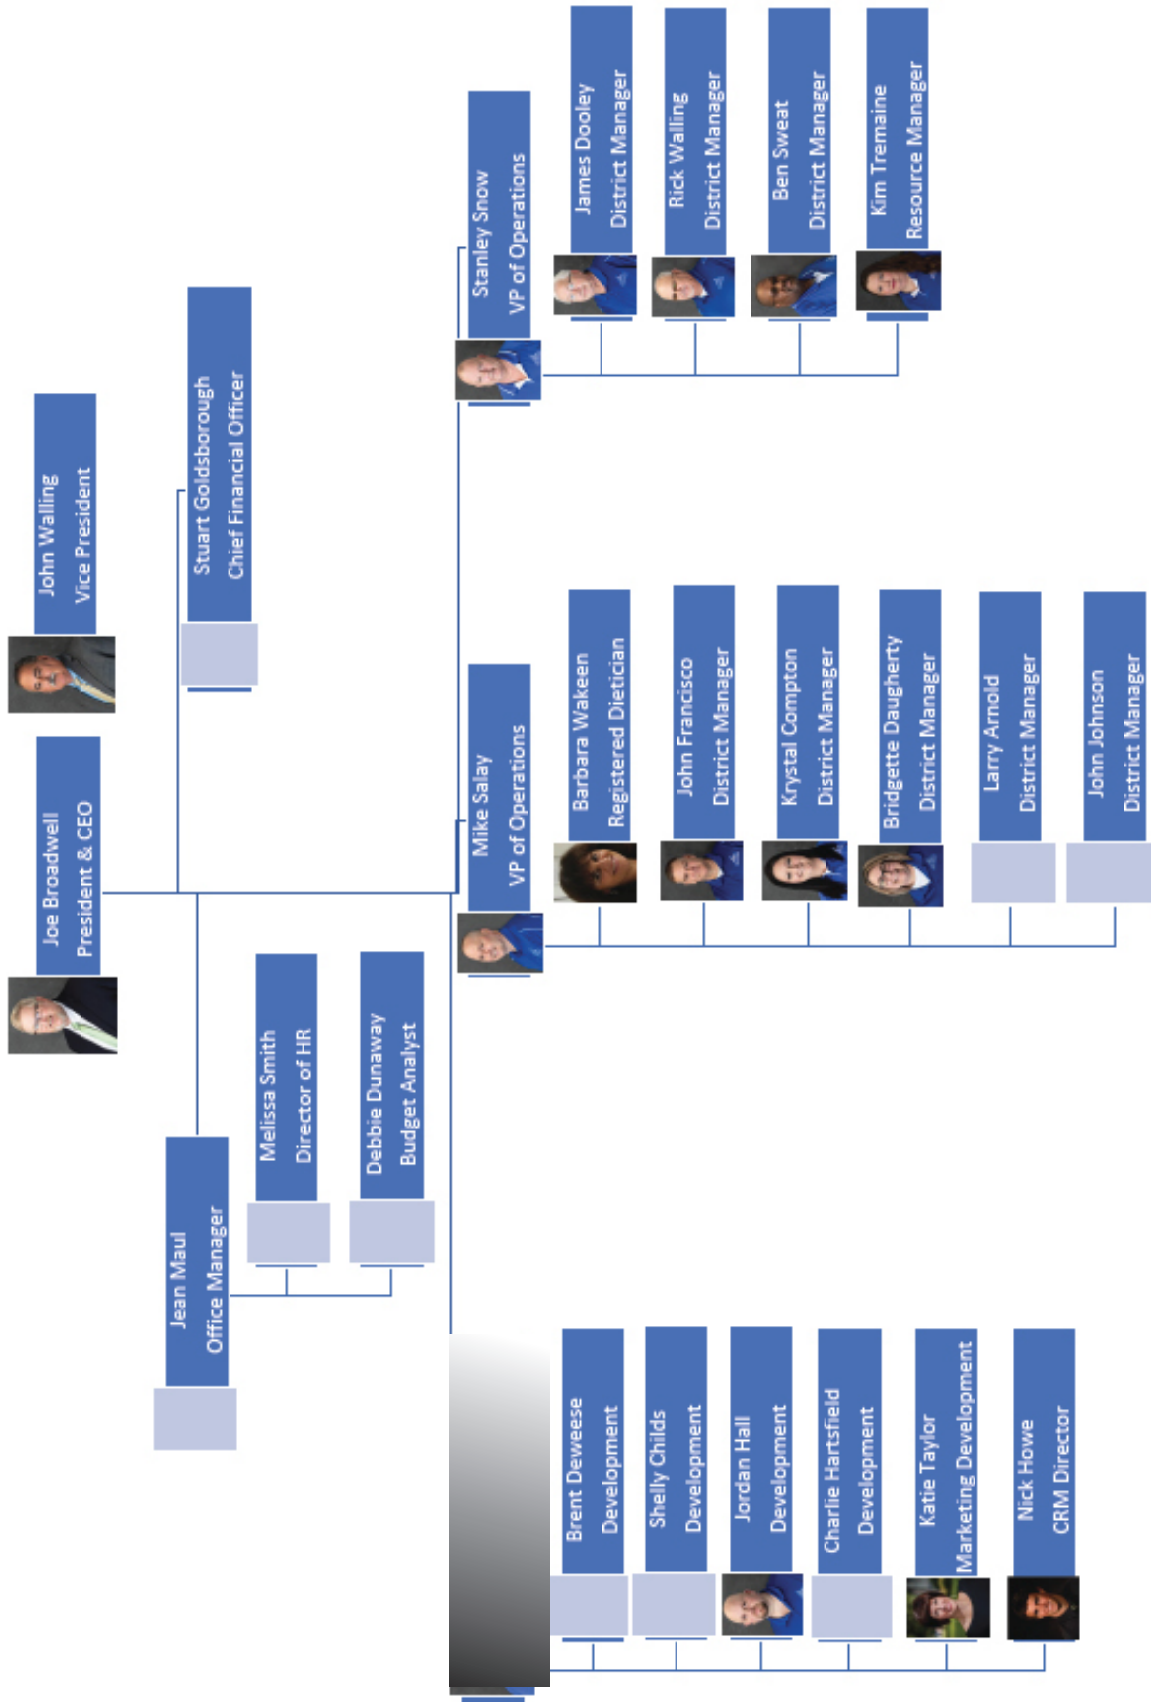 Joe Broadwell
President & CEO
John Walling
Vice President
Jean Maul
Office Manager
Stuart Goldsborough
Chief Financial Officer
Melissa Smith
Director of HR
Debbie Dunaway
Budget Analyst
Brent Deweese
Development
Shelly Childs
Development
Jordan Hall
Development
Charlie Hartsfield
Development
Katie Taylor
Marketing Development
Nick Howe
CRM Director
Mike Salay
VP of Operations
Barbara Wakeen
Registered Dietician
John Francisco
District Manager
Krystal Compton
District Manager
Bridgette Daugherty
District Manager
Larry Arnold
District Manager
John Johnson
District Manager
Stanley Snow
VP of Operations
James Dooley
District Manager
Rick Walling
District Manager
Ben Sweat
District Manager
Kim Tremaine
Resource Manager